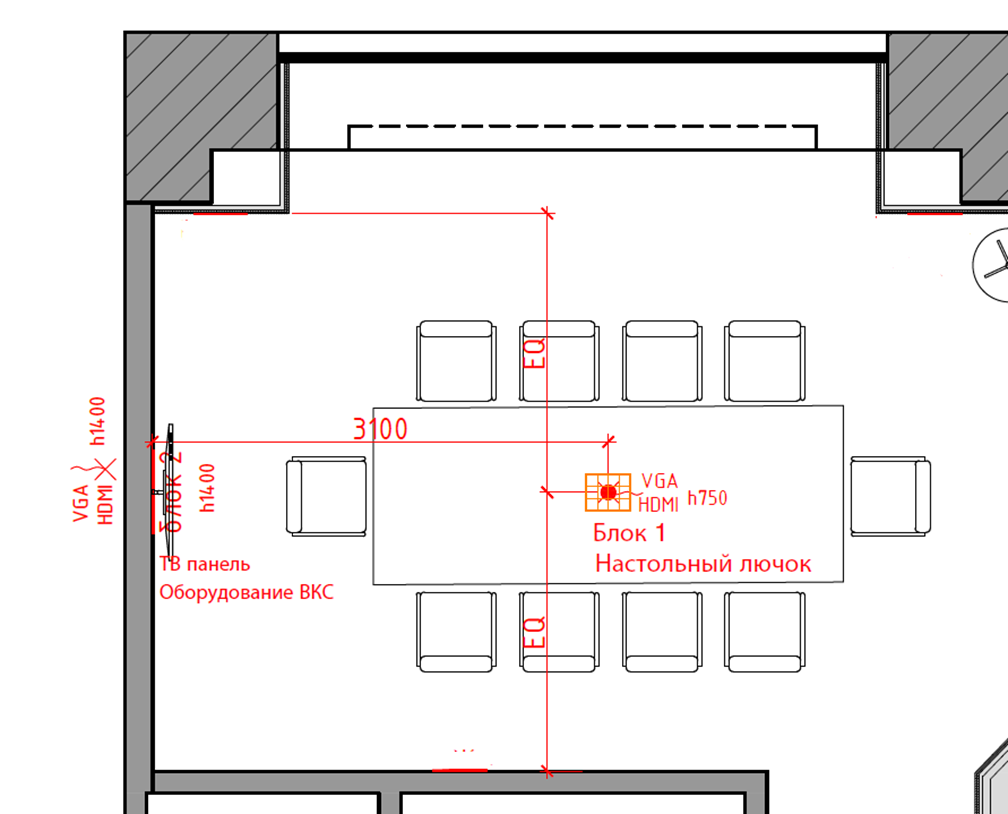 EQ
3100
h1400
VGA
HDMI
блок 2
h1400
VGA
HDMI
h750
Блок 1
Настольный лючок
ТВ панель
Оборудование ВКС
EQ